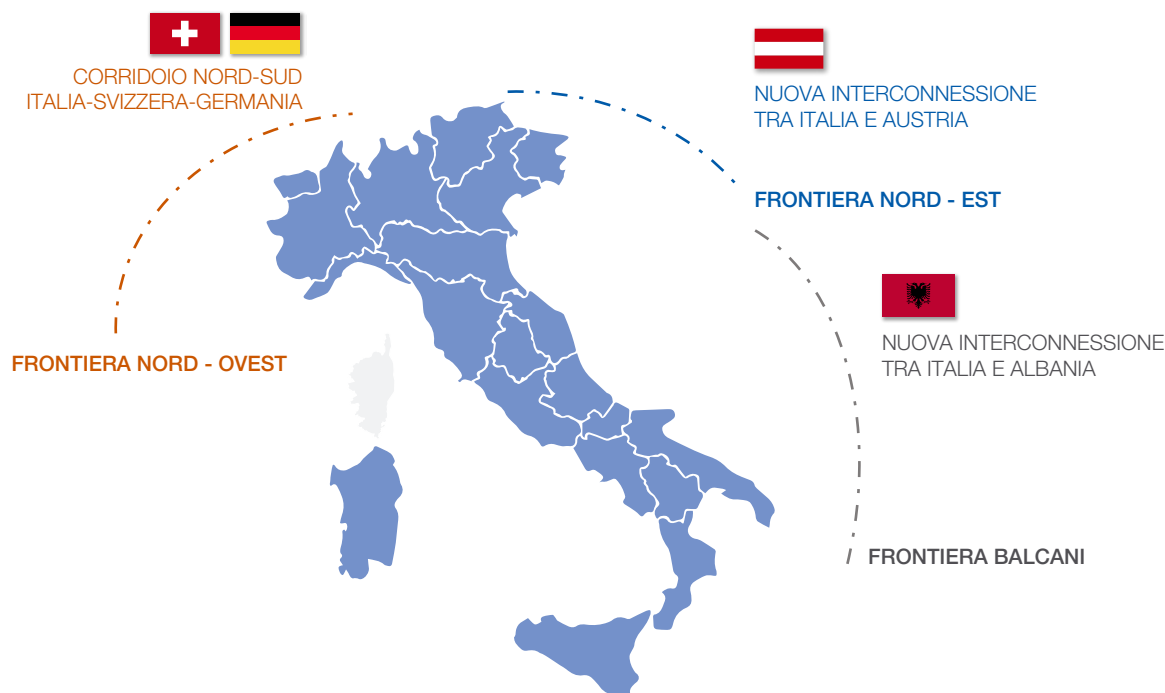 CORRIDOIO NORD-SUD
ITALIA-SVIZZERA-GERMANIA
NUOVA INTERCONNESSIONE
TRA ITALIA E AUSTRIA
FRONTIERA NORD - EST
NUOVA INTERCONNESSIONE
TRA ITALIA E ALBANIA
FRONTIERA NORD - OVEST
FRONTIERA BALCANI